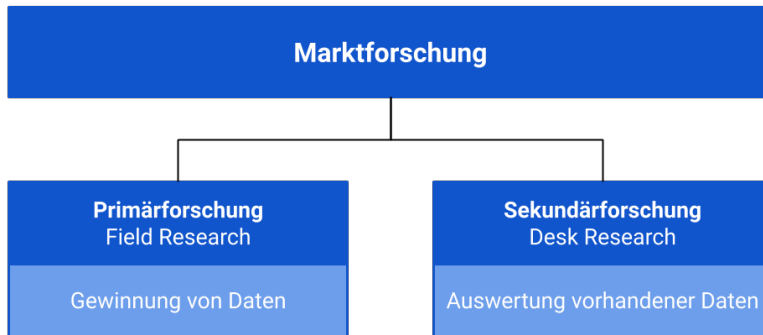 Marktforschung
Primärforschung
Field Research
Gewinnung von Daten
Sekundärforschung
Desk Research
Auswertung vorhandener Daten